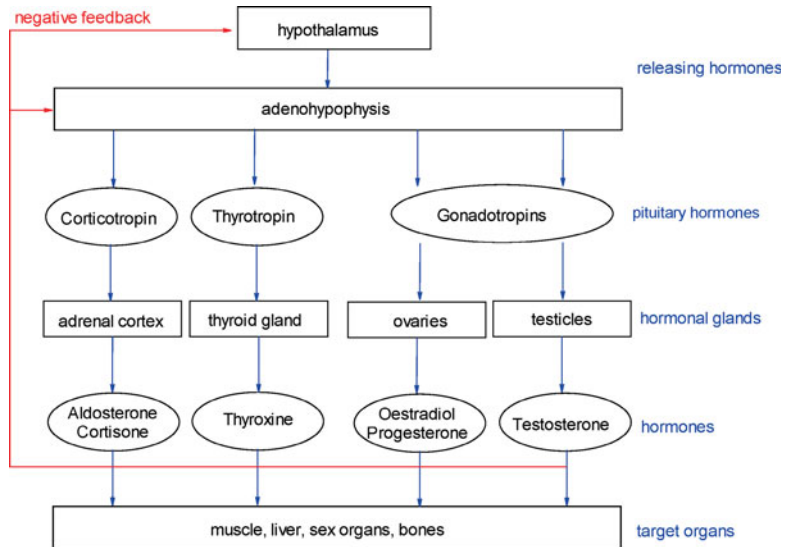 negative feedback
hypothalamus
releasing hormones
adenohypophysis
Corticotropin
Thyrotropin
Gonadotropins
pituitary hormones
adrenal cortex
thyroid gland
ovaries
testicles
hormonal glands
Aldosterone
Cortisone
Thyroxine
Oestradiol
Progesterone
Testosterone
hormones
muscle, liver, sex organs, bones
target organs